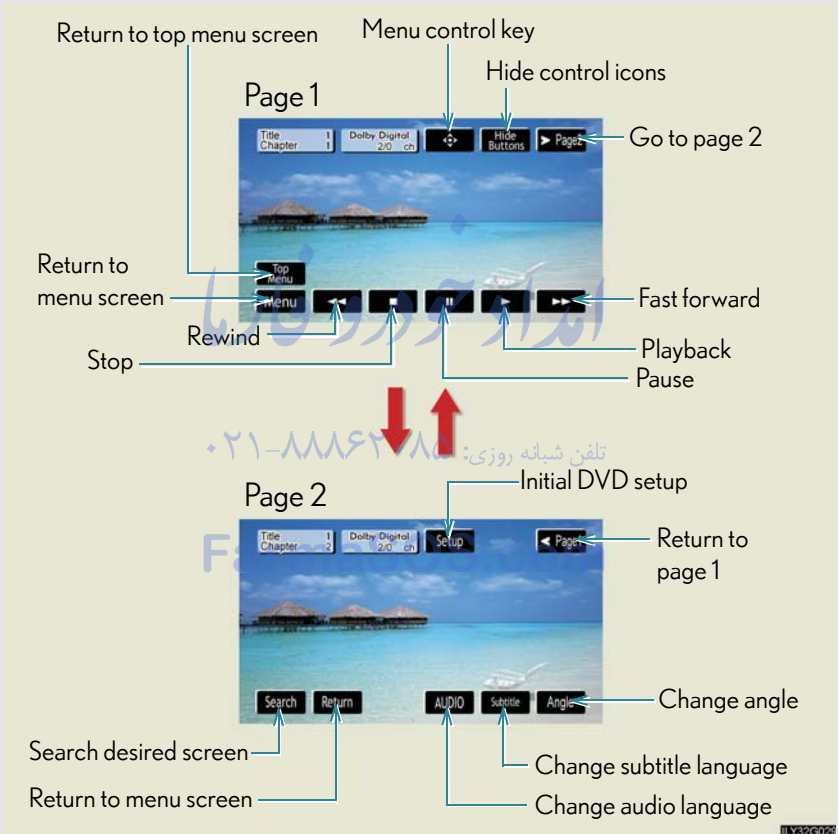 Return to top menu screen
Menu control key
Hide control icons
Page 1
Title 1
Chapter 1
Dolby Digital
2/0 ch
Hide
Buttons
Page2
Go to page 2
Return to
menu screen
Top
Menu
Menu
Fast forward
Rewind
Stop
Playback
Pause
امداد خودرو فارما
تلفن شبانه روزی:
Initial DVD setup
Page 2
Title 1
Chapter 2
Dolby Digital
2/0 ch
Setup
Page1
Return to
page 1
Search
Return
AUDIO
Subtitle
Angle
Change angle
Search desired screen
Change subtitle language
Return to menu screen
Change audio language